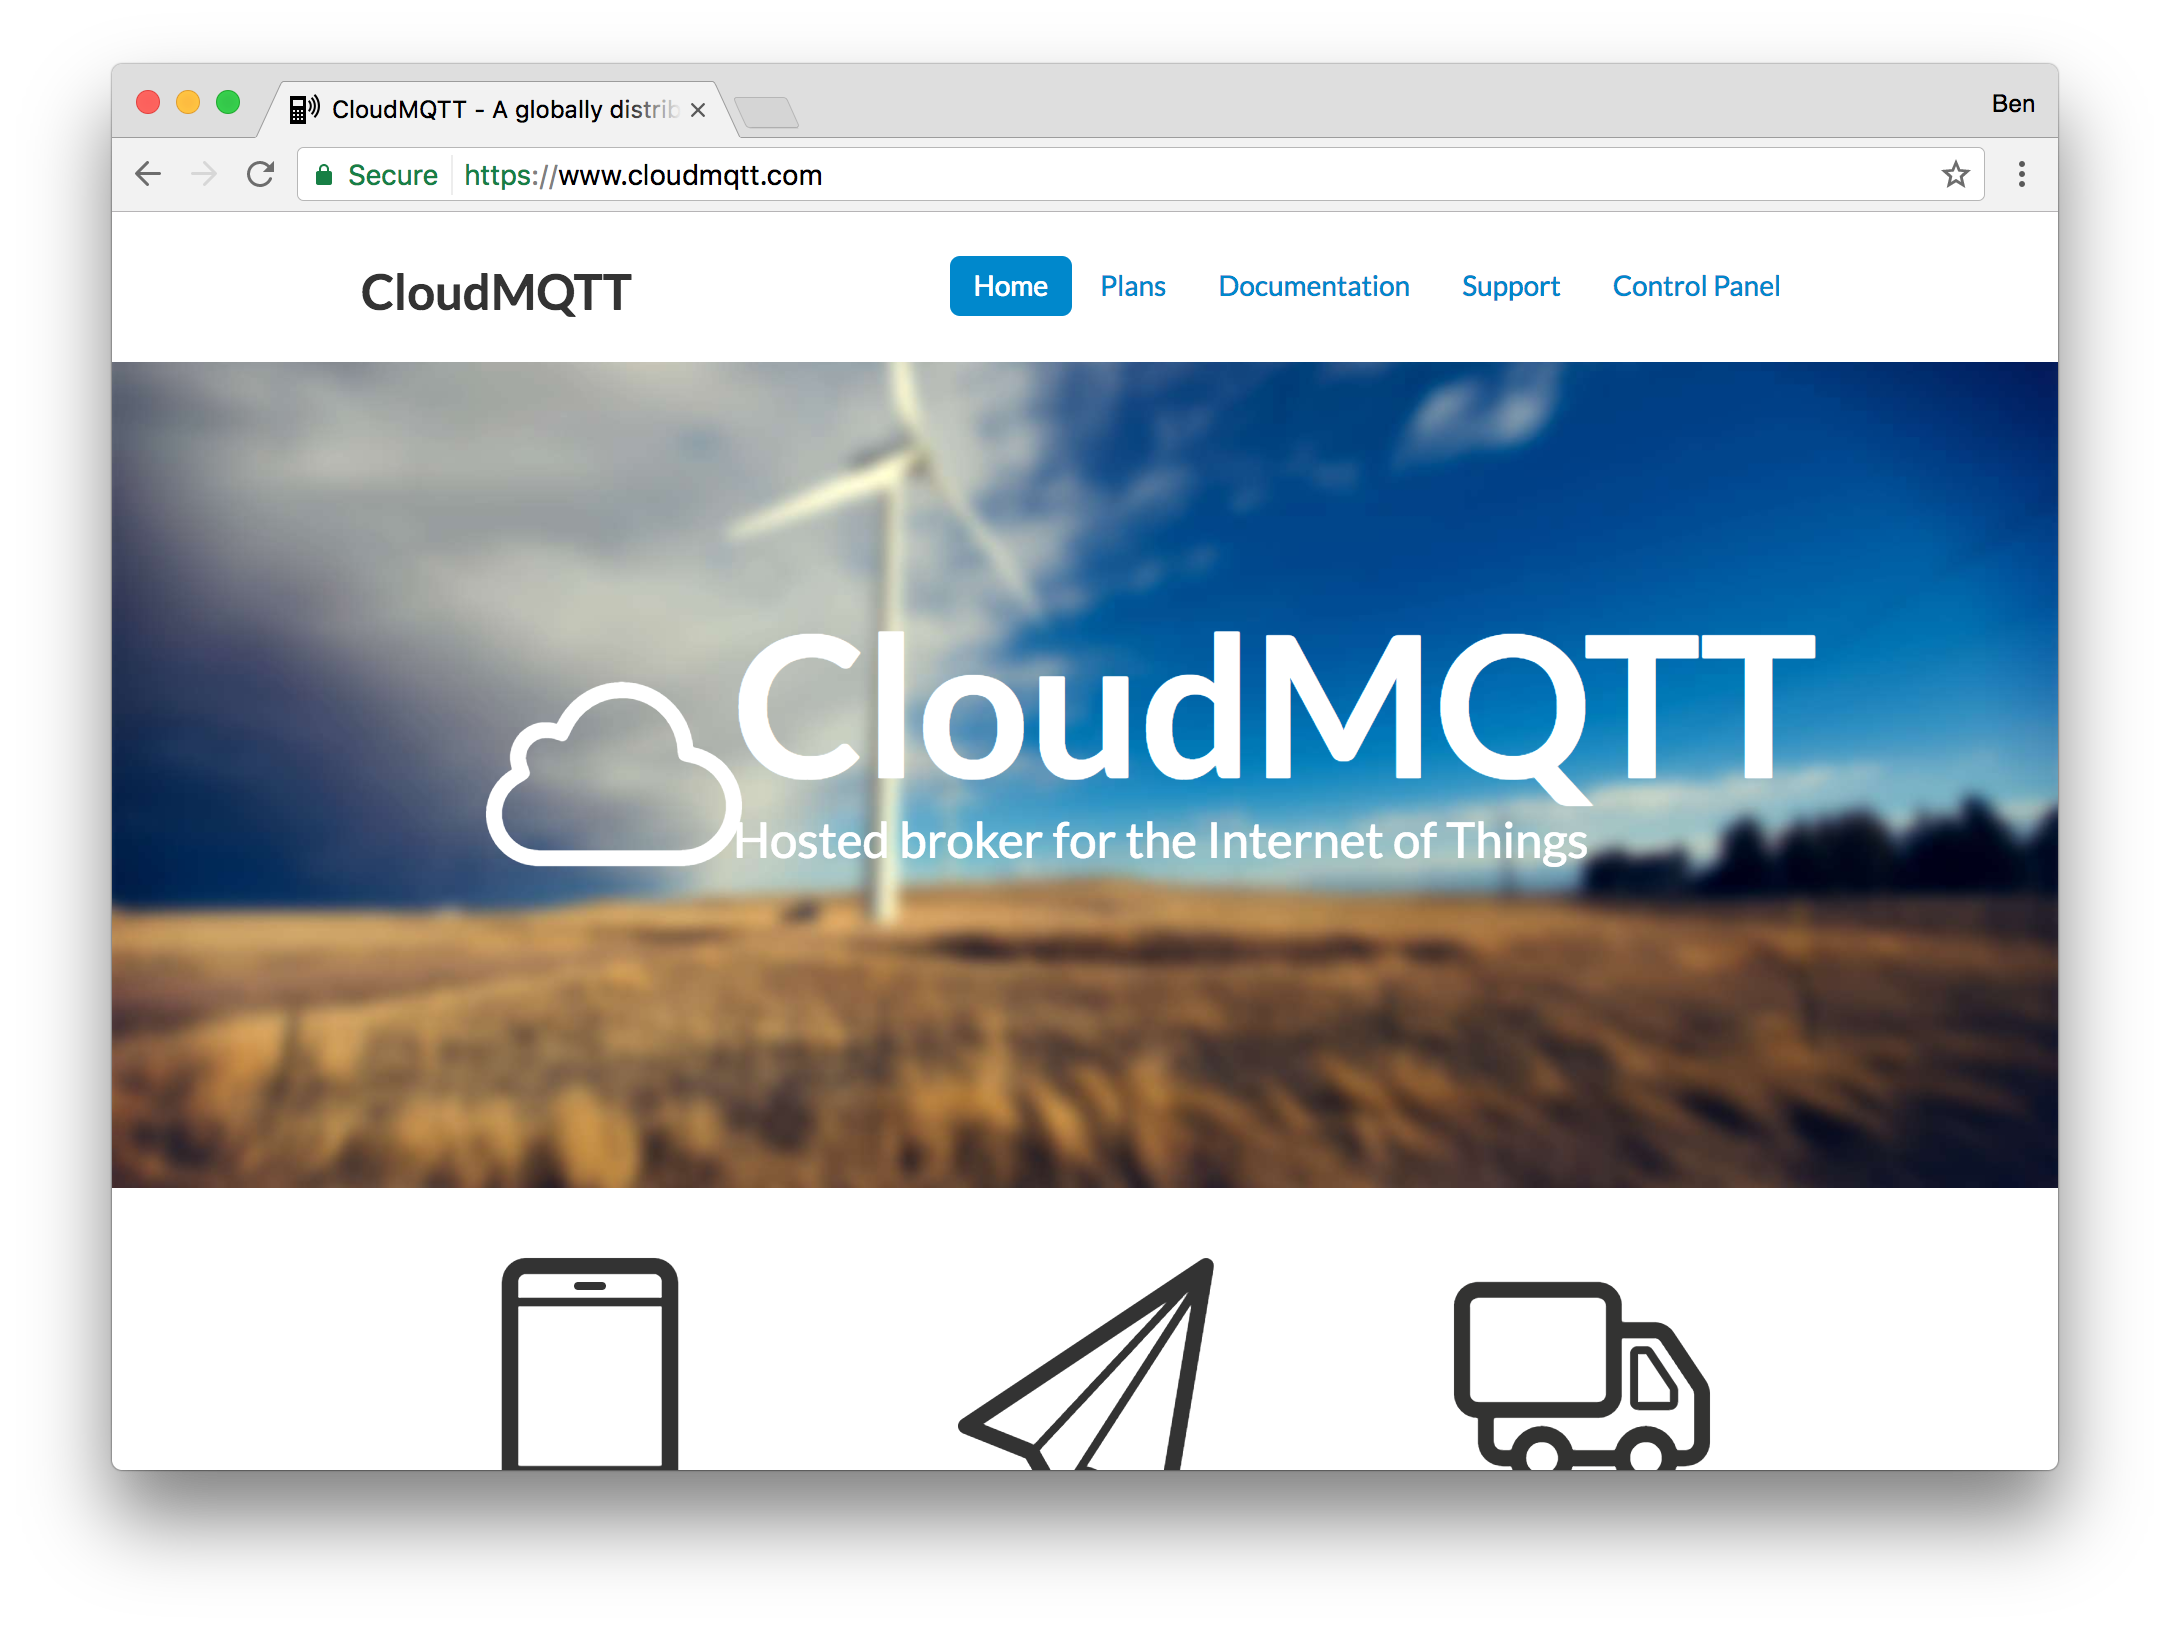 CloudMQTT - A globally distrib
Ben
Secure https://www.cloudmqtt.com
CloudMQTT Home Plans Documentation Support Control Panel
CloudMQTT
Hosted broker for the Internet of Things